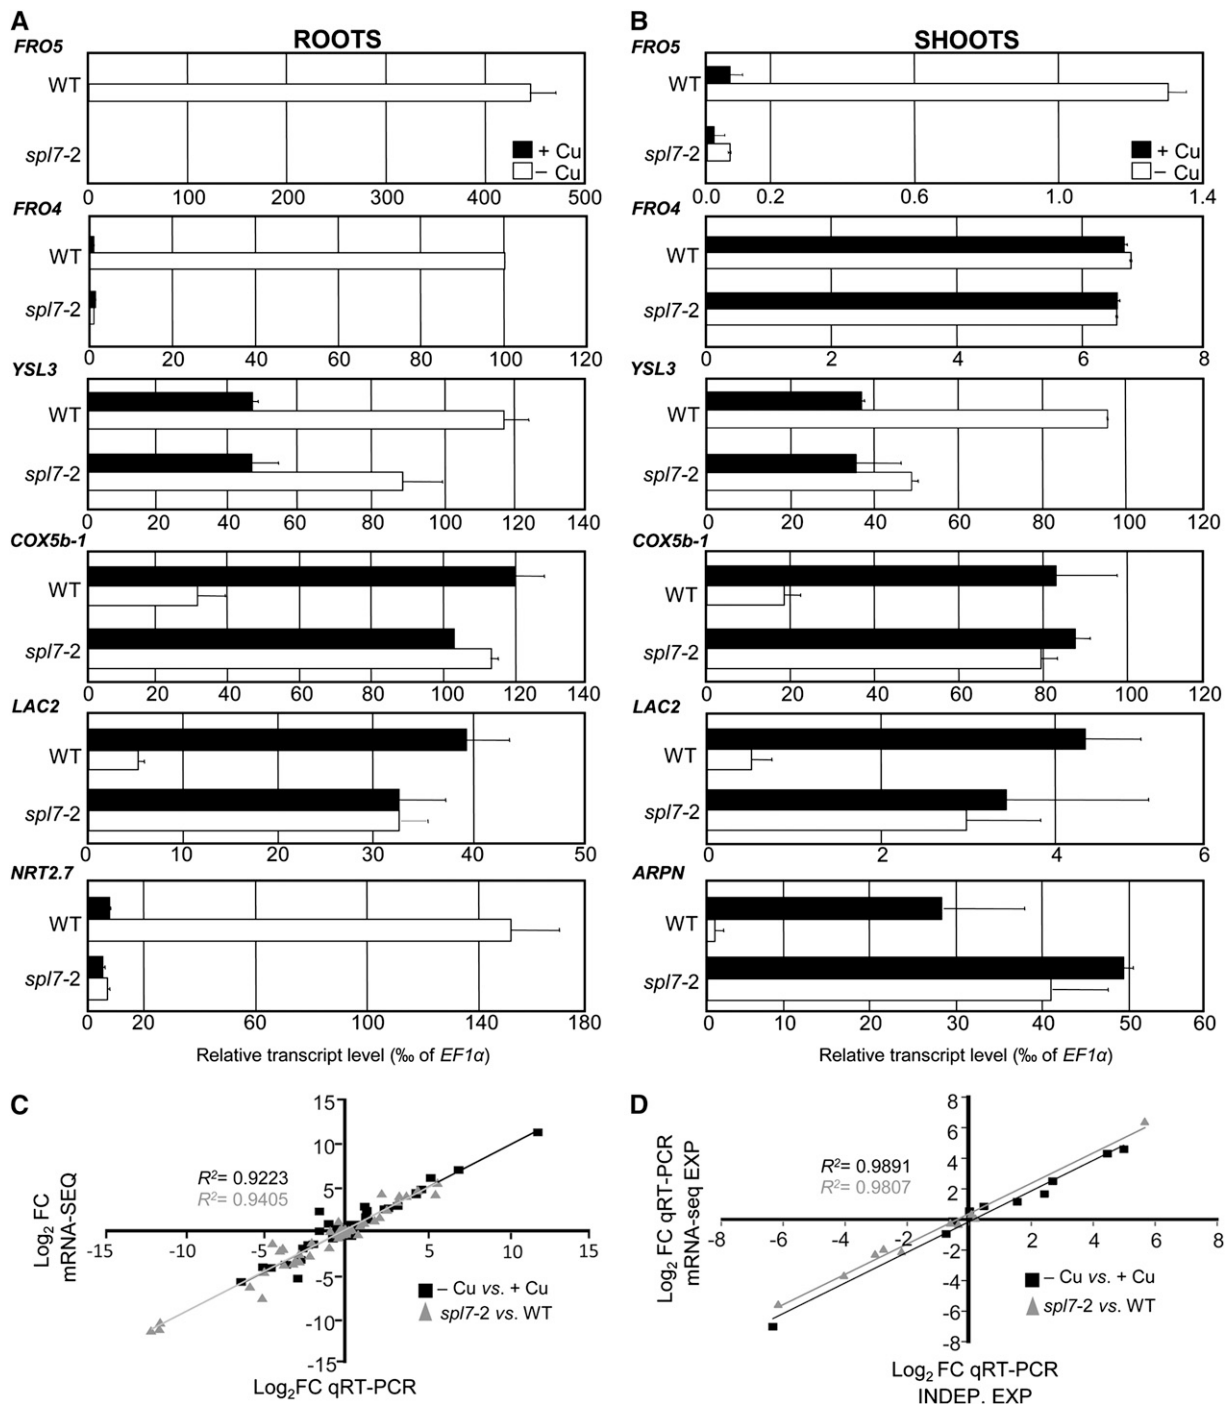 A
ROOTS
FRO5
WT
spl7-2
+ Cu
– Cu
0 100 200 300 400 500
FRO4
WT
spl7-2
0 20 40 60 80 100 120
YSL3
WT
spl7-2
0 20 40 60 80 100 120 140
COX5b-1
WT
spl7-2
0 20 40 60 80 100 120 140
LAC2
WT
spl7-2
0 10 20 30 40 50
NRT2.7
WT
spl7-2
0 20 60 100 140 180
Relative transcript level (‰ of EF1α)
B
SHOOTS
FRO5
WT
spl7-2
+ Cu
– Cu
0.0 0.2 0.6 1.0 1.4
FRO4
WT
spl7-2
0 2 4 6 8
YSL3
WT
spl7-2
0 20 40 60 80 100 120
COX5b-1
WT
spl7-2
0 20 40 60 80 100 120
LAC2
WT
spl7-2
0 2 4 6
ARPN
WT
spl7-2
0 10 20 30 40 50 60
Relative transcript level (‰ of EF1α)
C
Log2 FC
mRNA-SEQ
15
10
5
-5
-10
-15
-15 -10 -5 5 10 15
R2= 0.9223
R2= 0.9405
– Cu vs. + Cu
spl7-2 vs. WT
Log2FC qRT-PCR
D
Log2 FC qRT-PCR
mRNA-seq EXP
8
6
4
2
-2
-4
-6
-8
-8 -6 -4 -2 0 2 4 6 8
R2= 0.9891
R2= 0.9807
– Cu vs. + Cu
spl7-2 vs. WT
Log2 FC qRT-PCR
INDEP. EXP